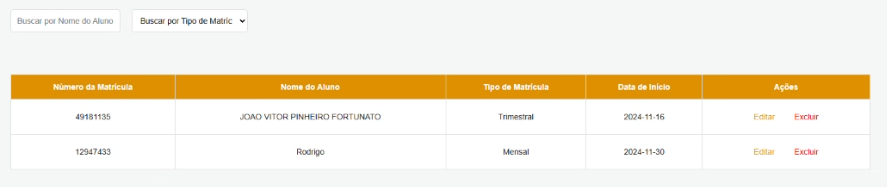 Buscar por Nome do Aluno Buscar por Tipo de Matríc
Número da Matrícula Nome do Aluno Tipo de Matrícula Data de Início Ações
49181135 JOAO VITOR PINHEIRO FORTUNATO Trimestral 2024-11-16 Editar Excluir
12947433 Rodrigo Mensal 2024-11-30 Editar Excluir